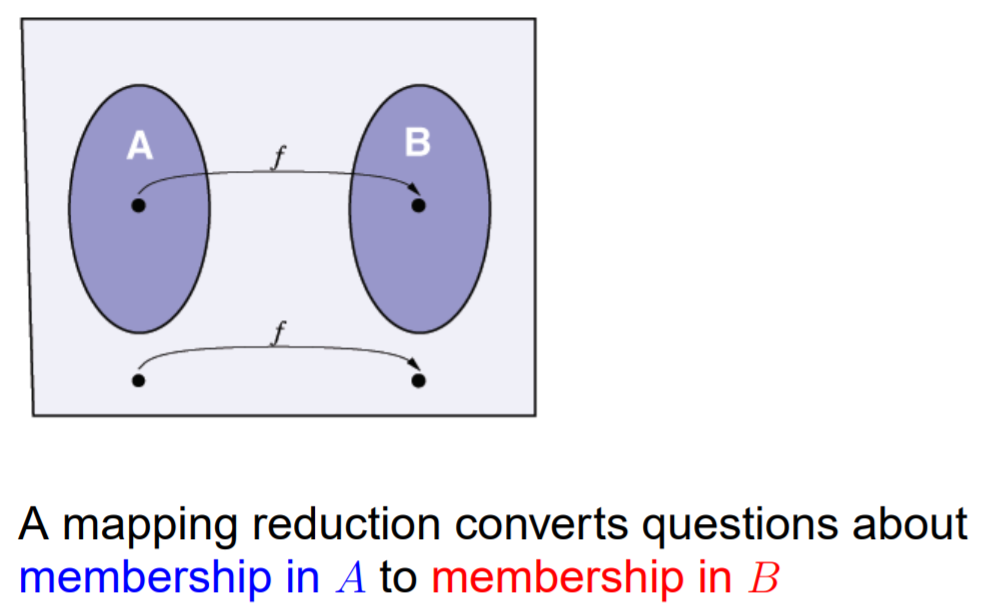 A
B
f
f
A mapping reduction converts questions about
membership in A to membership in B